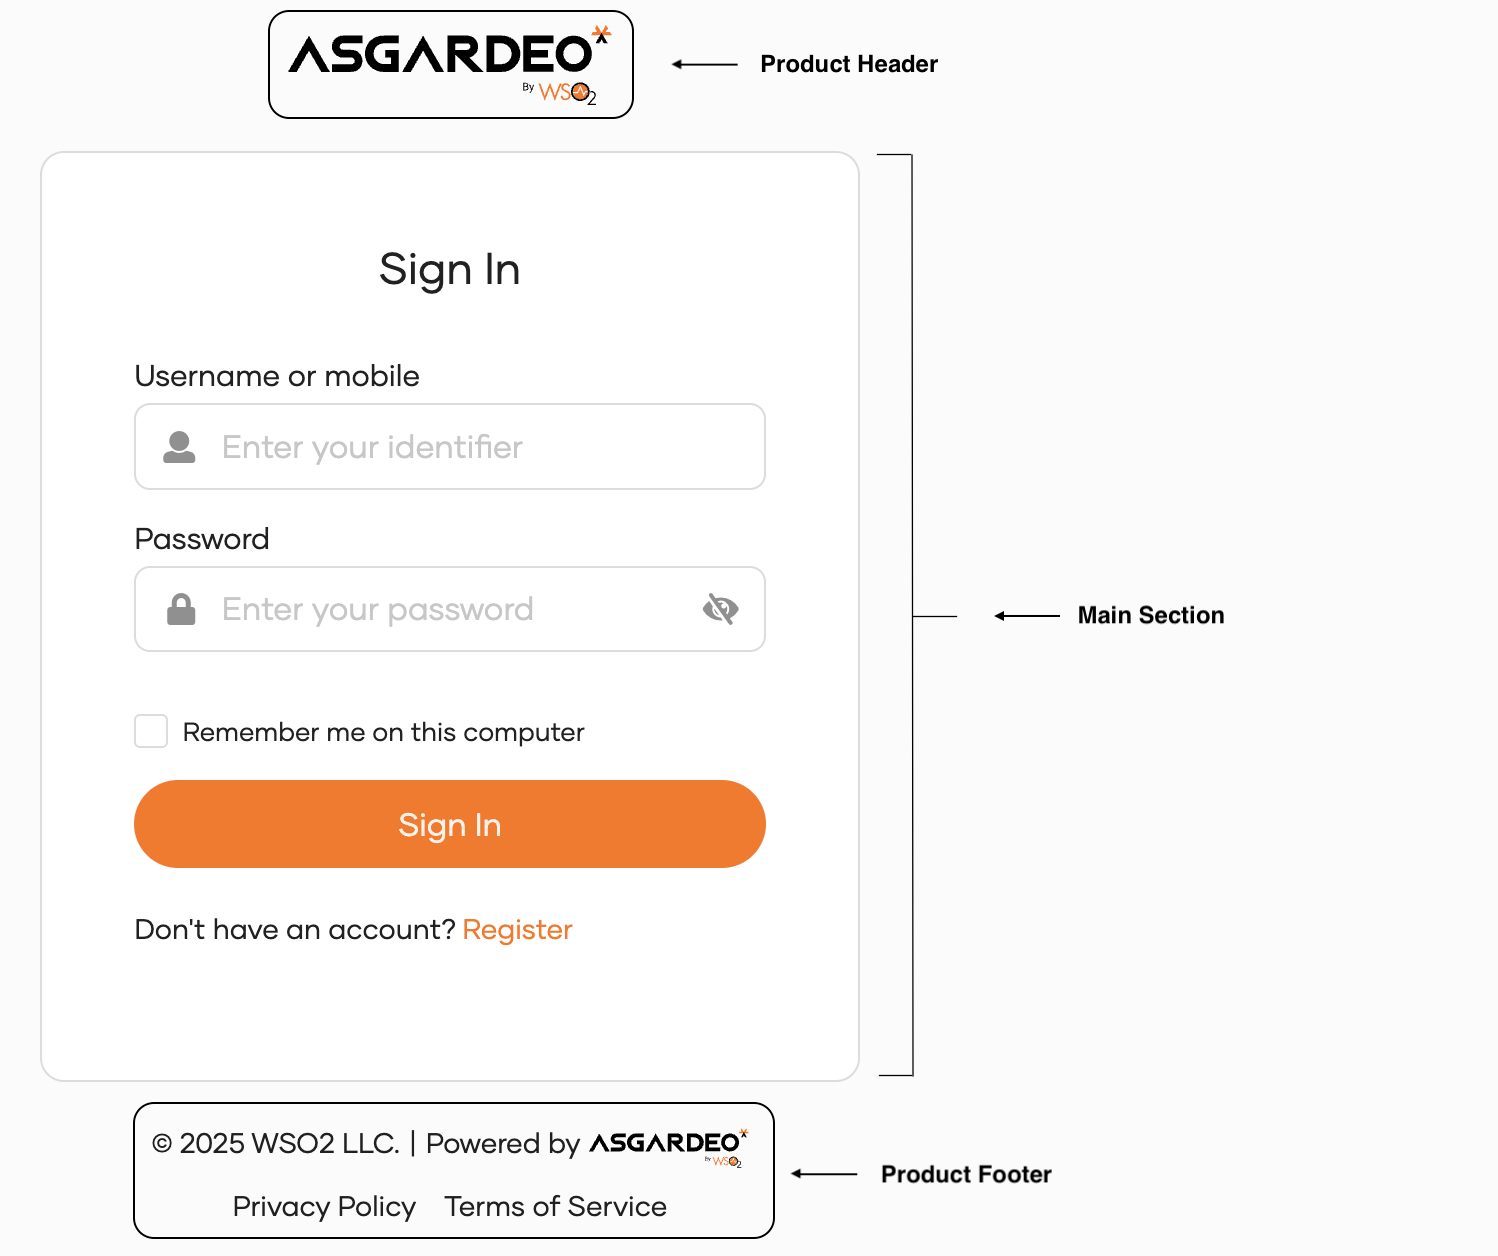 ASGARDEO
By WSO2
Product Header
Sign In
Username or mobile
Enter your identifier
Password
Enter your password
Main Section
Remember me on this computer
Sign In
Don't have an account? Register
© 2025 WSO2 LLC. | Powered by ASGARDEO
By WSO2
Product Footer
Privacy Policy Terms of Service